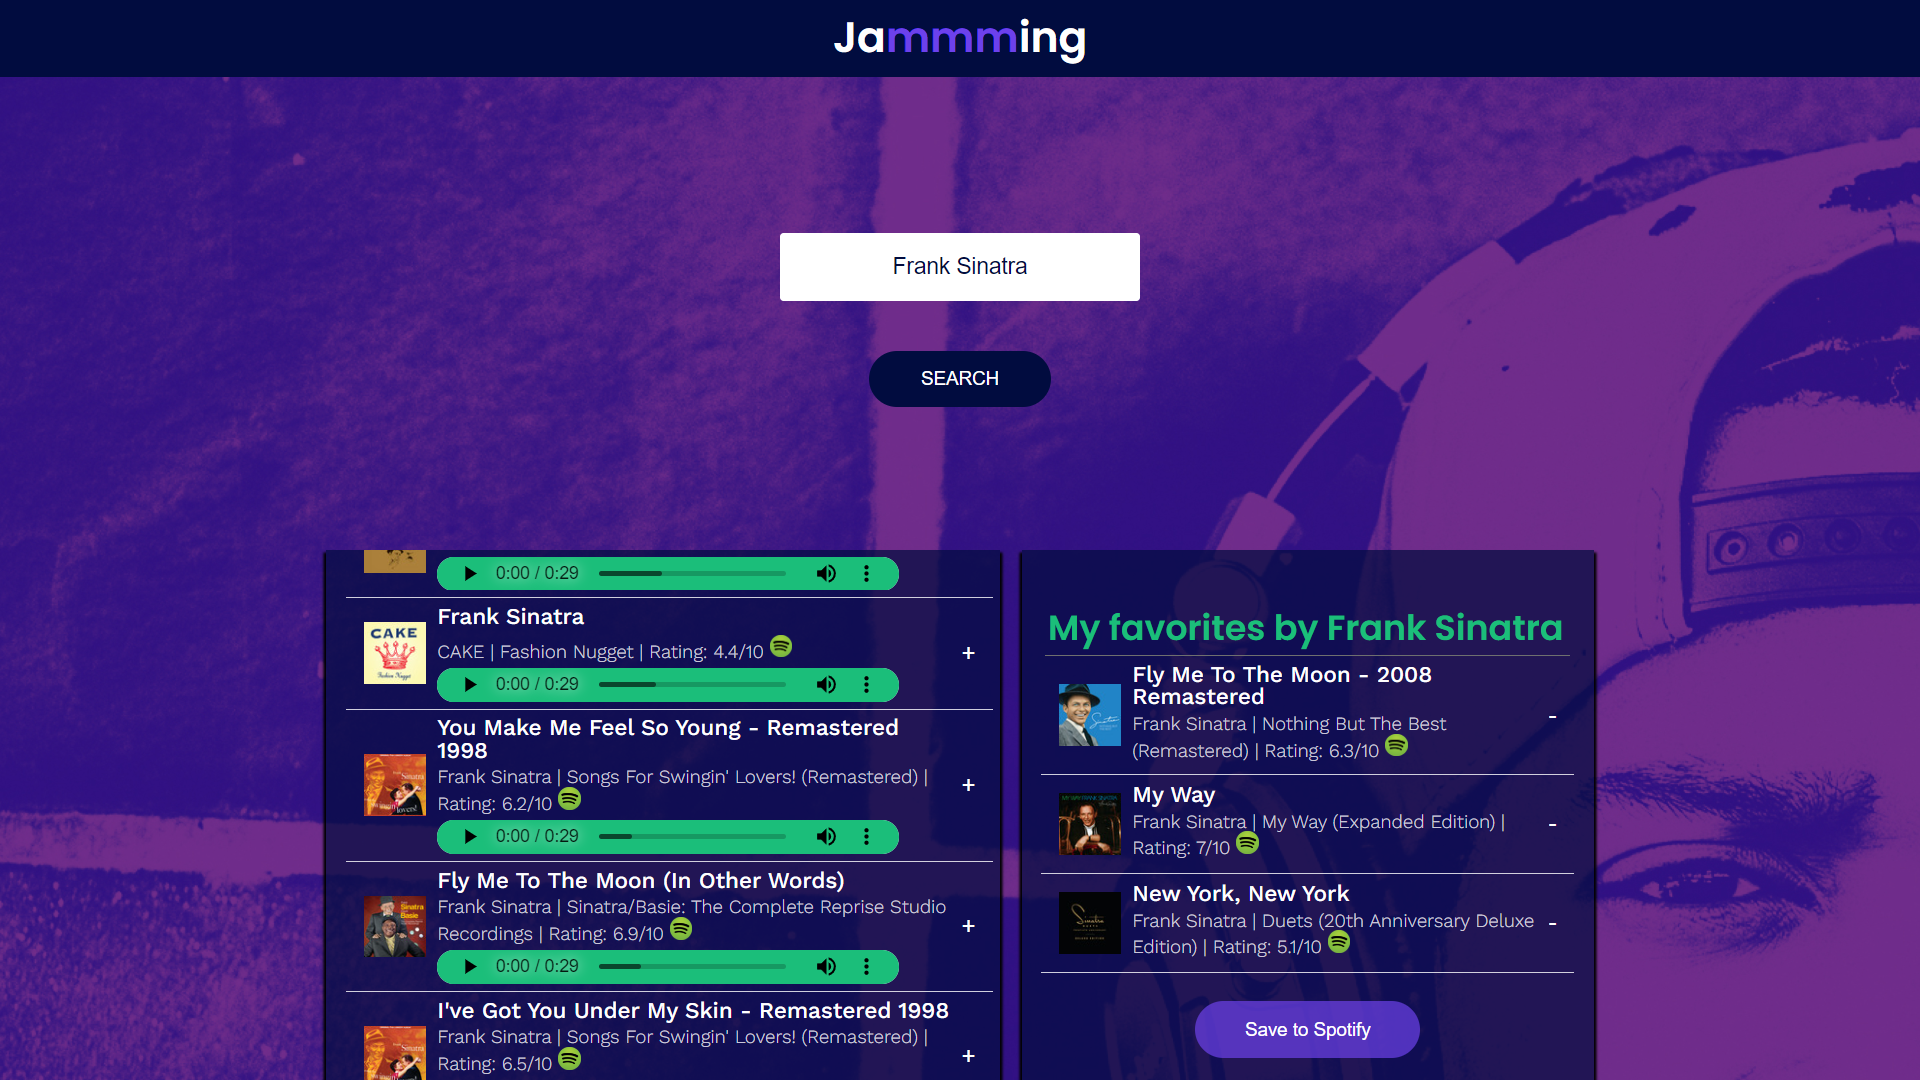 Jammming
Frank Sinatra
SEARCH
0:00 / 0:29
Frank Sinatra
CAKE | Fashion Nugget | Rating: 4.4/10
+
0:00 / 0:29
You Make Me Feel So Young - Remastered
1998
Frank Sinatra | Songs For Swingin' Lovers! (Remastered) |
Rating: 6.2/10
+
0:00 / 0:29
Fly Me To The Moon (In Other Words)
Frank Sinatra | Sinatra/Basie: The Complete Reprise Studio
Recordings | Rating: 6.9/10
+
0:00 / 0:29
I've Got You Under My Skin - Remastered 1998
Frank Sinatra | Songs For Swingin' Lovers! (Remastered) |
Rating: 6.5/10
+
CAKE
Fashion Nugget
My favorites by Frank Sinatra
Fly Me To The Moon - 2008
Remastered
Frank Sinatra | Nothing But The Best
(Remastered) | Rating: 6.3/10
-
My Way
Frank Sinatra | My Way (Expanded Edition) |
Rating: 7/10
-
New York, New York
Frank Sinatra | Duets (20th Anniversary Deluxe
Edition) | Rating: 5.1/10
-
Save to Spotify